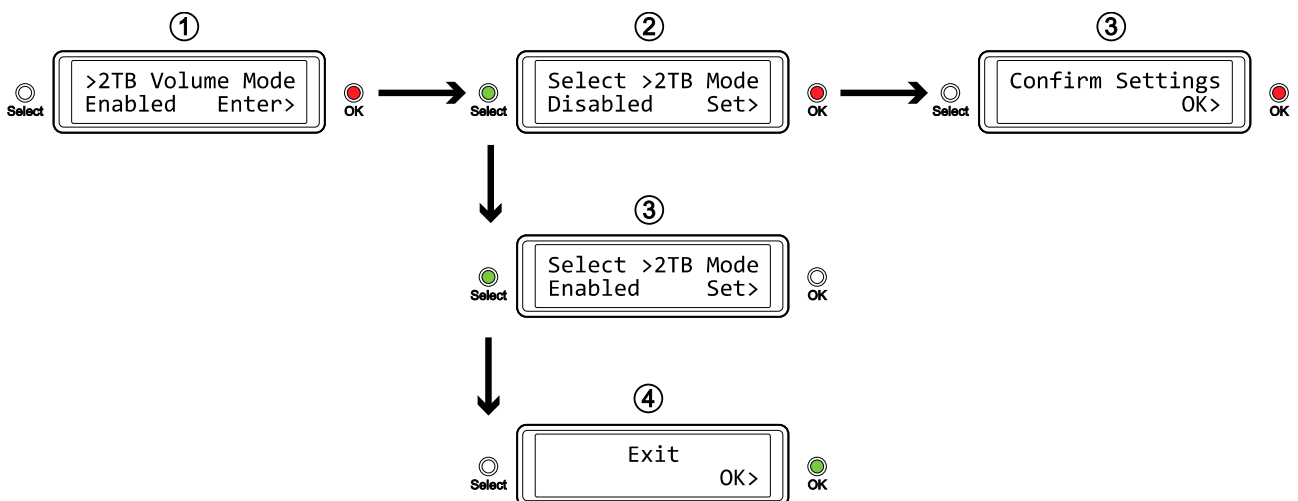 ①
>2TB Volume Mode
Enabled Enter>
Select
OK
②
Select >2TB Mode
Disabled Set>
Select
OK
③
Confirm Settings
OK>
Select
OK
③
Select >2TB Mode
Enabled Set>
Select
OK
④
Exit
OK>
Select
OK